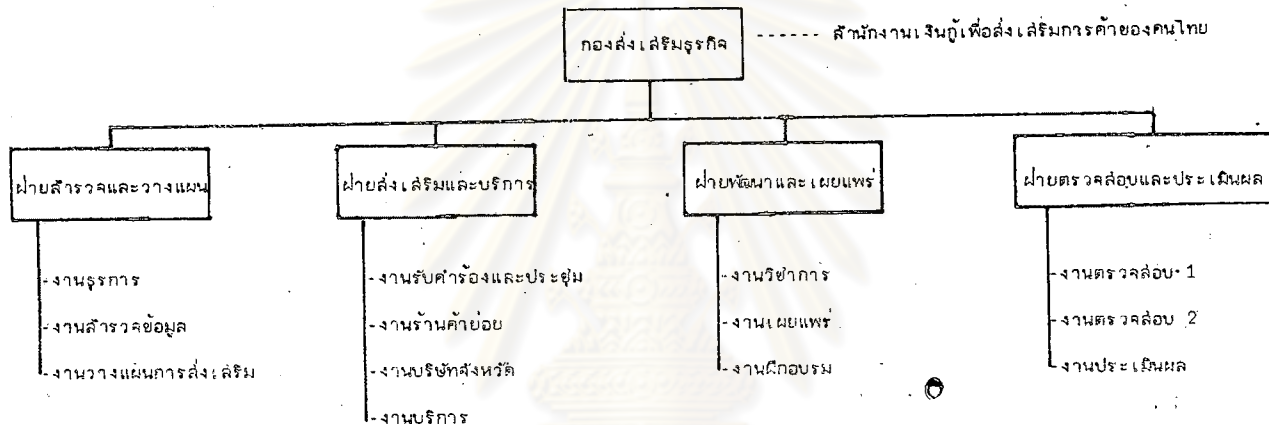 กองส่งเสริมธุรกิจ
------ สำนักงานเงินกู้เพื่อส่งเสริมการค้าของคนไทย
ฝ่ายสำรวจและวางแผน
ฝ่ายส่งเสริมและบริการ
ฝ่ายพัฒนาและเผยแพร่
ฝ่ายตรวจสอบและประเมินผล
-งานธุรการ
-งานสำรวจข้อมูล
-งานวางแผนการส่งเสริม
-งานรับคำร้องและประชุม
-งานร้านค้าย่อย
-งานบริษัทจังหวัด
-งานบริการ
-งานวิชาการ
-งานเผยแพร่
-งานฝึกอบรม
-งานตรวจสอบ 1
-งานตรวจสอบ 2
-งานประเมินผล